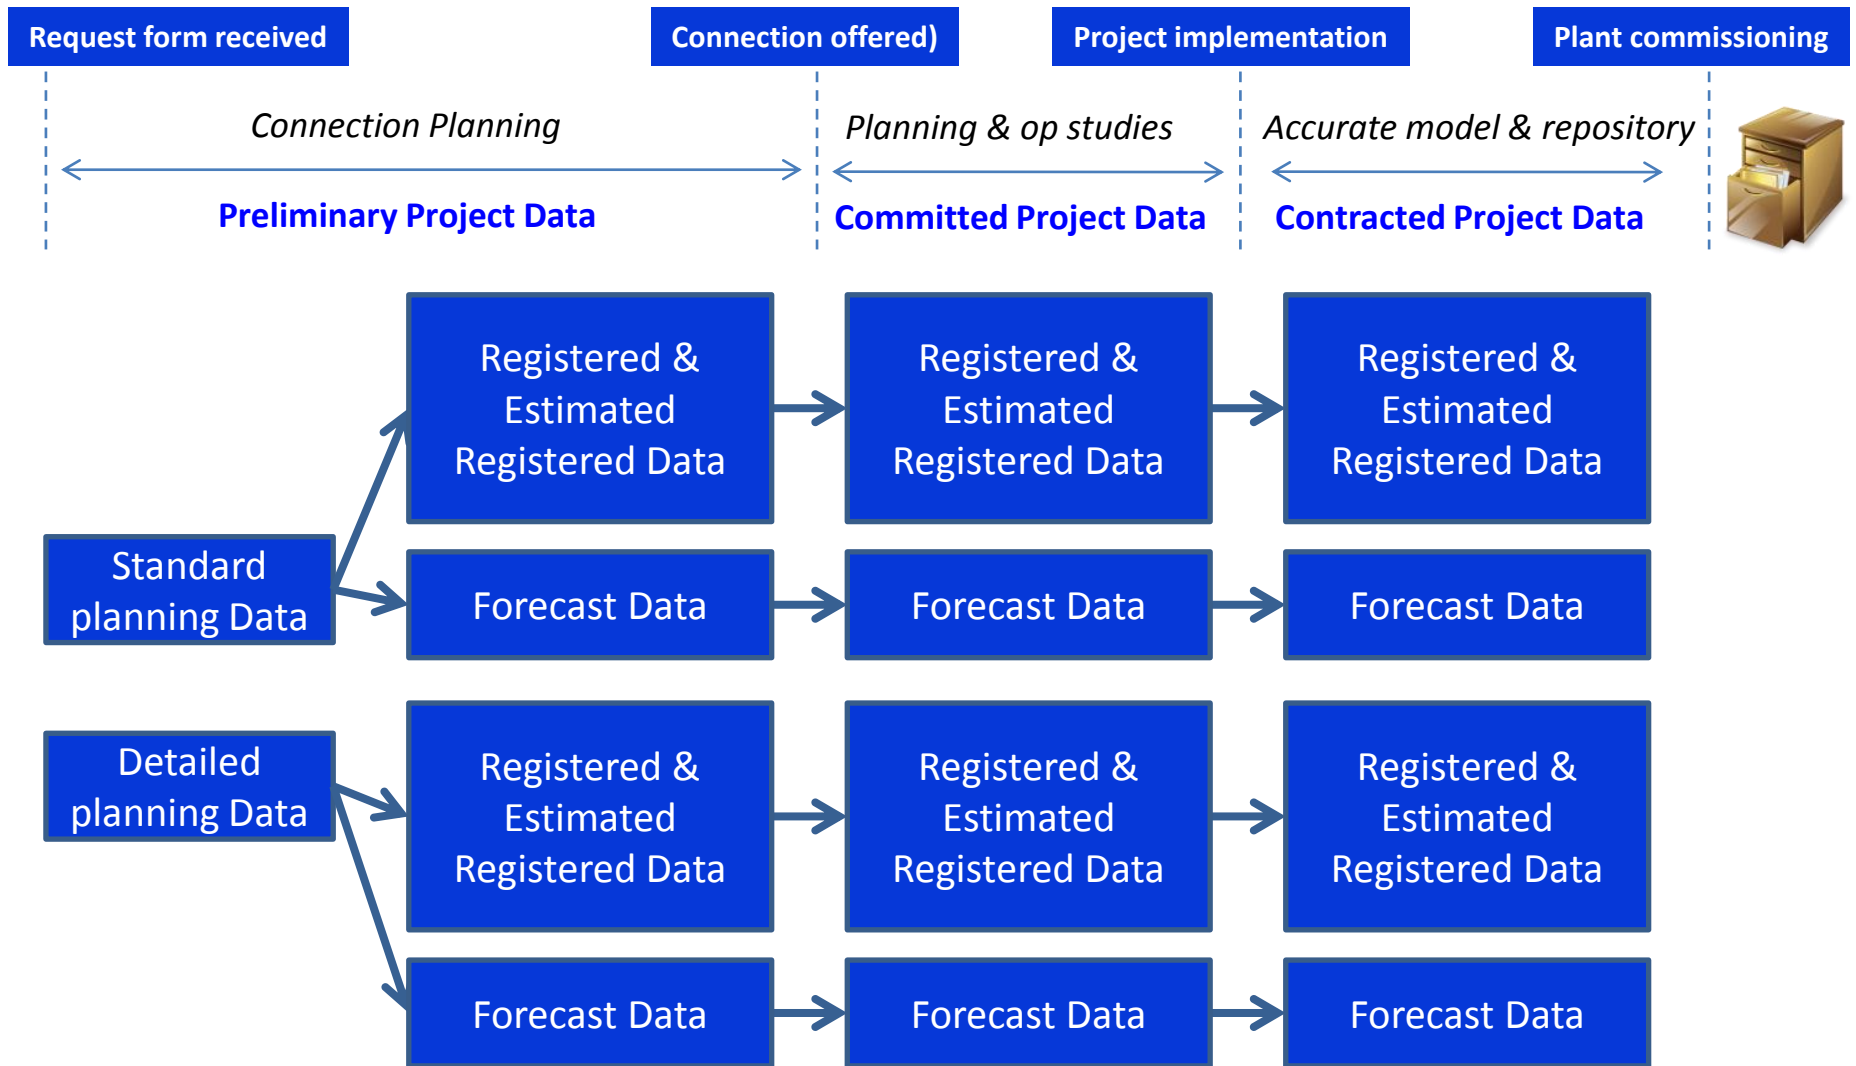 Request form received
Connection offered)
Project implementation
Plant commissioning
Connection Planning
Planning & op studies
Accurate model & repository
Preliminary Project Data
Committed Project Data
Contracted Project Data
Standard
planning Data
Registered &
Estimated
Registered Data
Registered &
Estimated
Registered Data
Registered &
Estimated
Registered Data
Forecast Data
Forecast Data
Forecast Data
Detailed
planning Data
Registered &
Estimated
Registered Data
Registered &
Estimated
Registered Data
Registered &
Estimated
Registered Data
Forecast Data
Forecast Data
Forecast Data